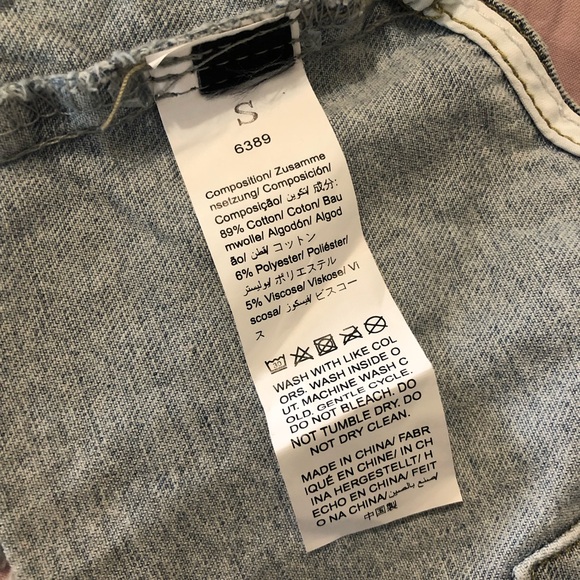 S
6389
Composition/ Zusamme
nsetzung/ Composición/
Composição/ تكوين/ 成分:
89% Cotton/ Coton/ Bau
mwolle/ Algodón/ Algod
ão/ قطن/ コットン
6% Polyester/ Poliéster/
بوليستر/ ポリエステル
5% Viscose/ Viskose/ Vi
scosa/ فيسكوز/ ビスコー
ス
WASH WITH LIKE COL
ORS. WASH INSIDE O
UT. MACHINE WASH C
OLD. GENTLE CYCLE.
DO NOT BLEACH. DO
NOT TUMBLE DRY. DO
NOT DRY CLEAN.
MADE IN CHINA/ FABR
IQUÉ EN CHINE/ IN CH
INA HERGESTELLT/ H
ECHO EN CHINA/ FEIT
O NA CHINA/ صنع بالصين/
中国製